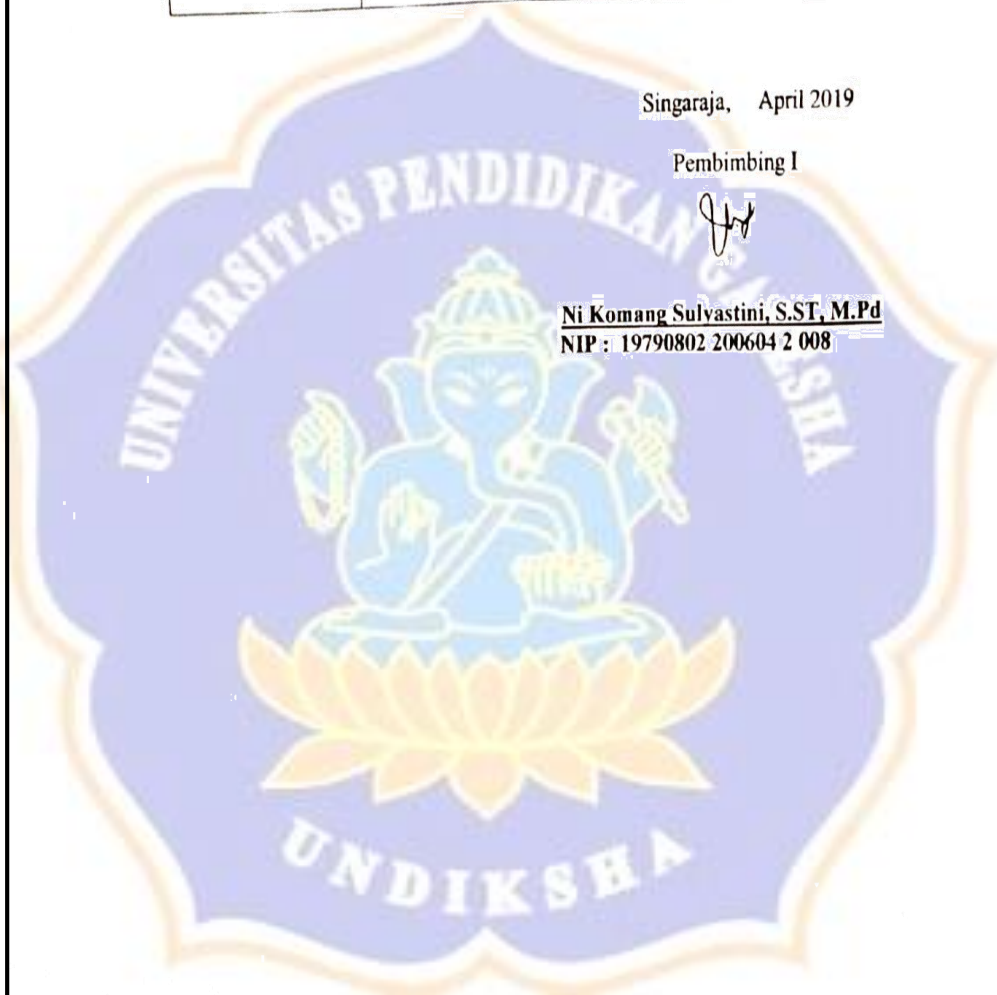 Singaraja, April 2019
Pembimbing I
Ni Komang Sulyastini, S.ST, M.Pd
NIP : 19790802 200604 2 008
UNIVERSITAS PENDIDIKAN GANESHA
UNDIKSHA